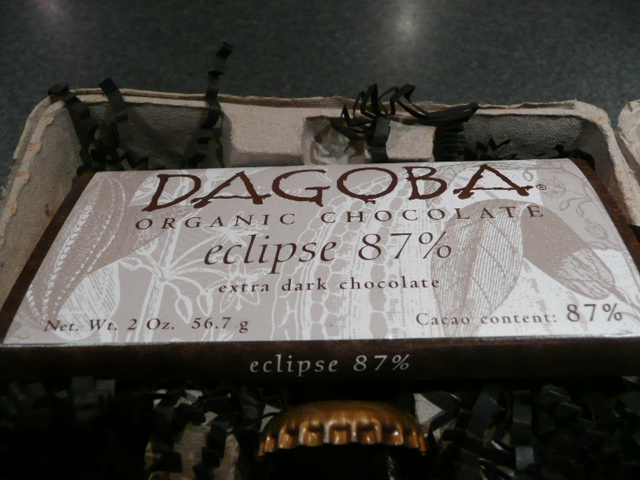 DAGOBA®
ORGANIC CHOCOLATE
eclipse 87%
extra dark chocolate
Net. Wt. 2 Oz. 56.7 g Cacao content: 87%
eclipse 87%